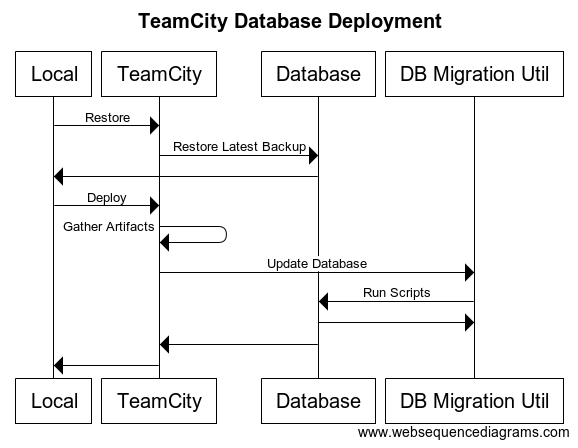 TeamCity Database Deployment
Local
TeamCity
Database
DB Migration Util
Restore
Restore Latest Backup
Deploy
Gather Artifacts
Update Database
Run Scripts
Local
TeamCity
Database
DB Migration Util
www.websequencediagrams.com